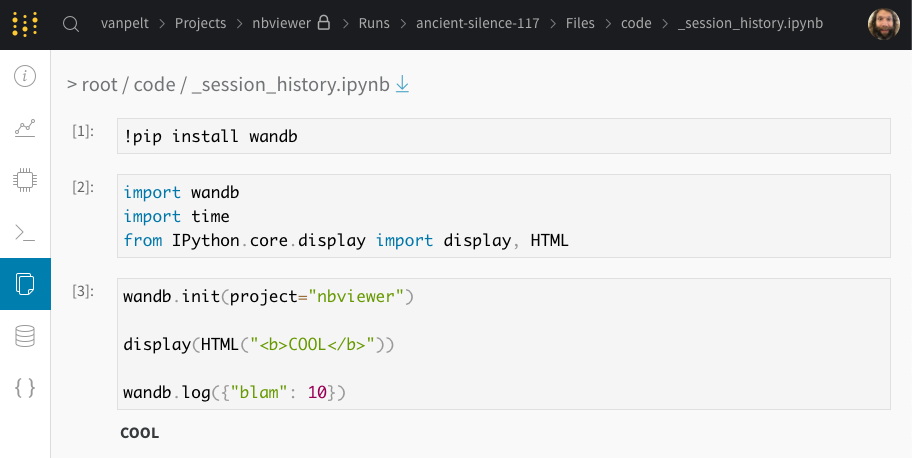 vanpelt > Projects > nbviewer > Runs > ancient-silence-117 > Files > code > _session_history.ipynb
> root / code / _session_history.ipynb
[1]:
!pip install wandb
[2]:
import wandb
import time
from IPython.core.display import display, HTML
[3]:
wandb.init(project="nbviewer")
display(HTML("<b>COOL</b>"))
wandb.log({"blam": 10})
COOL